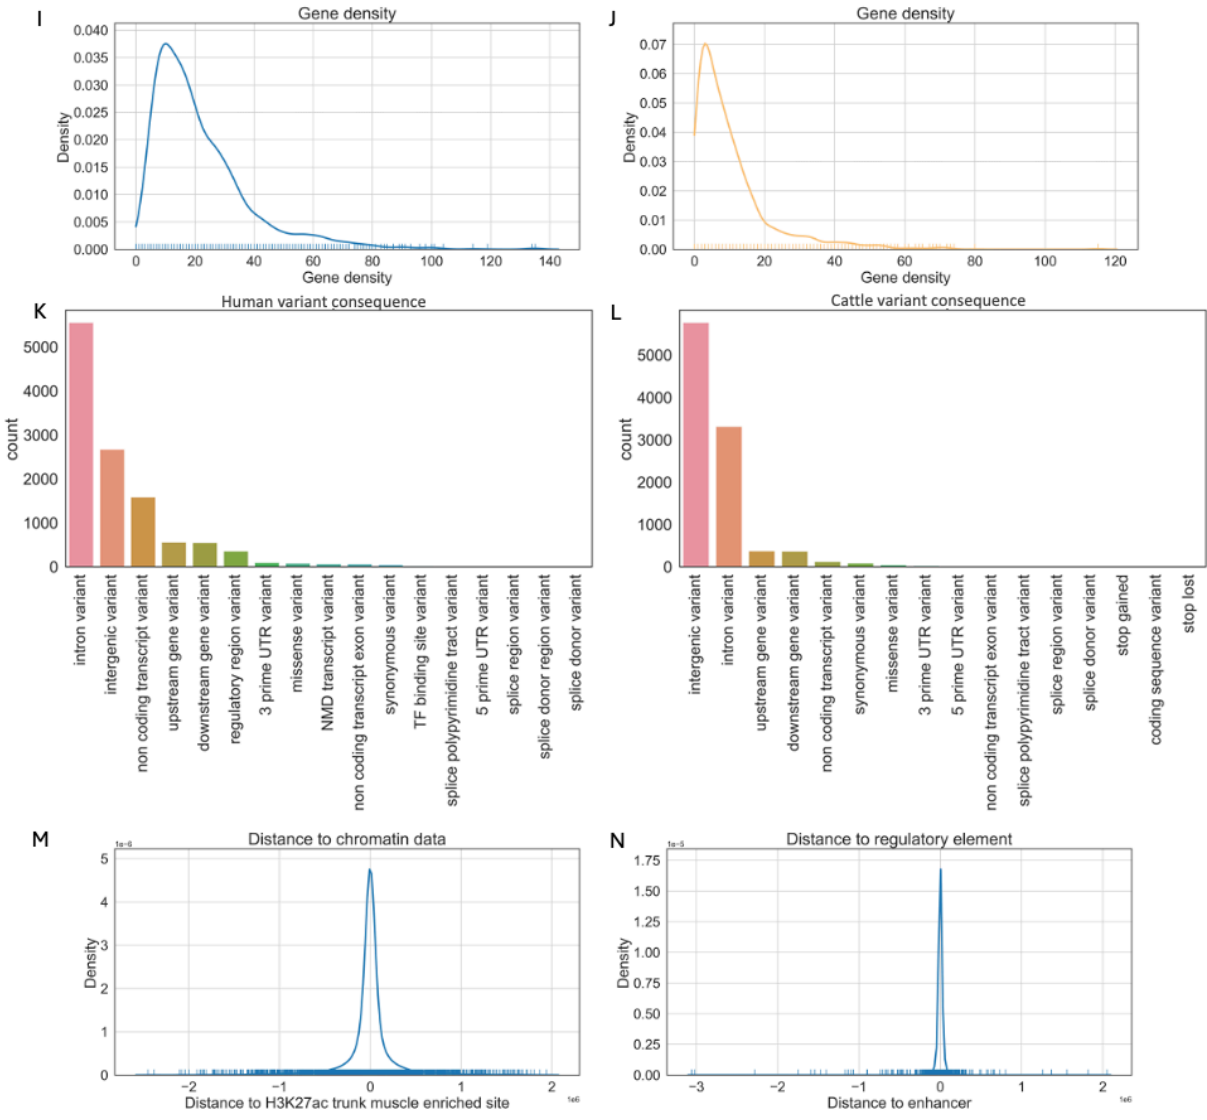 I
Gene density
0.040
0.035
0.030
0.025
0.020
0.015
0.010
0.005
0.000
Density
0 20 40 60 80 100 120 140
Gene density
J
Gene density
0.07
0.06
0.05
0.04
0.03
0.02
0.01
0.00
Density
0 20 40 60 80 100 120
Gene density
K
Human variant consequence
5000
4000
3000
2000
1000
0
count
intron variant
intergenic variant
non coding transcript variant
upstream gene variant
downstream gene variant
regulatory region variant
3 prime UTR variant
missense variant
NMD transcript variant
non coding transcript exon variant
synonymous variant
TF binding site variant
splice polypyrimidine tract variant
5 prime UTR variant
splice region variant
splice donor region variant
splice donor variant
L
Cattle variant consequence
5000
4000
3000
2000
1000
0
count
intergenic variant
intron variant
upstream gene variant
downstream gene variant
non coding transcript variant
synonymous variant
missense variant
3 prime UTR variant
5 prime UTR variant
non coding transcript exon variant
splice polypyrimidine tract variant
splice region variant
splice donor variant
stop gained
coding sequence variant
stop lost
M
Distance to chromatin data
1e−6
5
4
3
2
1
0
Density
−2 −1 0 1 2
1e6
Distance to H3K27ac trunk muscle enriched site
N
Distance to regulatory element
1e−5
1.75
1.50
1.25
1.00
0.75
0.50
0.25
0.00
Density
−3 −2 −1 0 1 2
1e6
Distance to enhancer